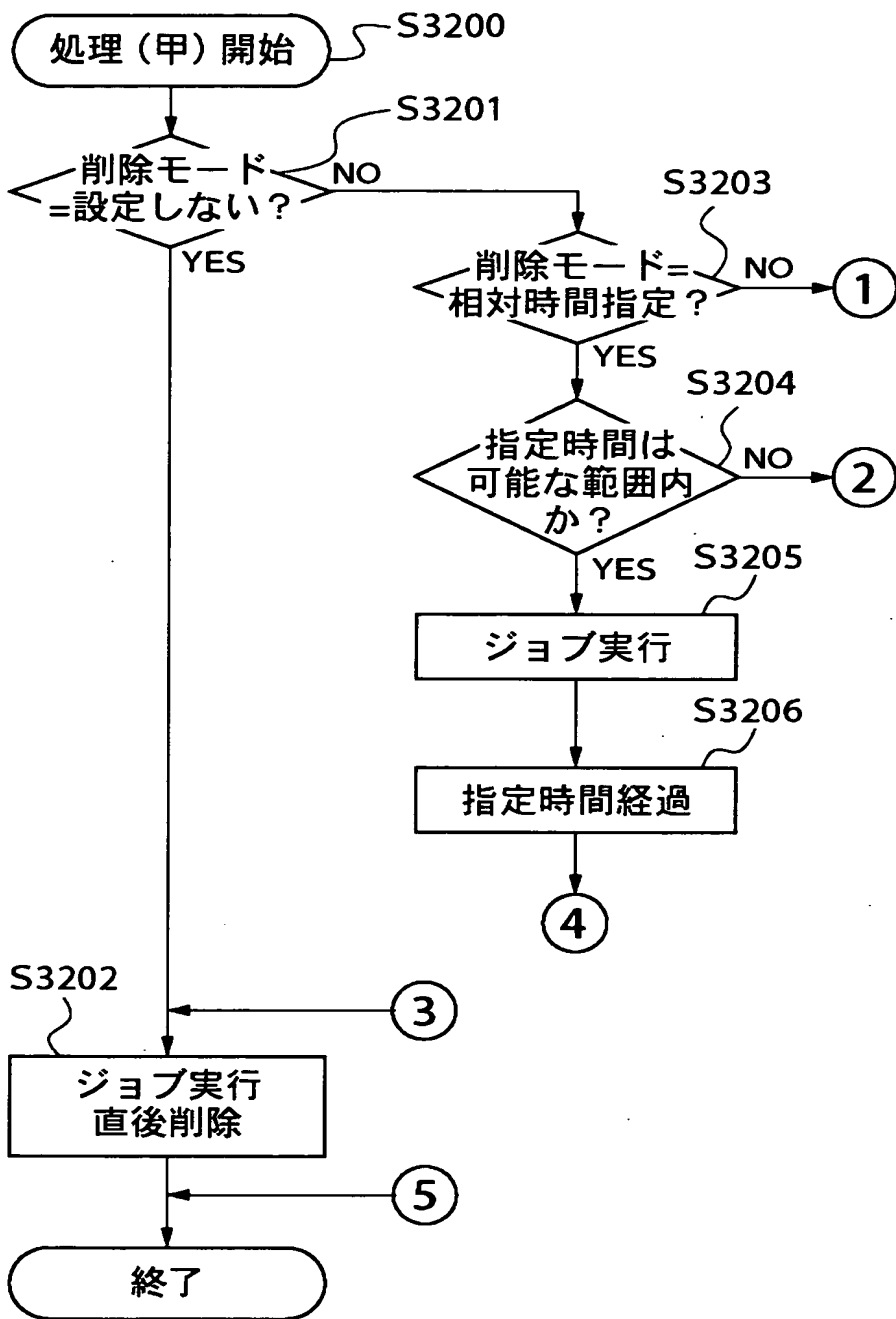 処理（甲）開始
S3200
S3201
削除モード
=設定しない？
NO
YES
S3203
削除モード=
相対時間指定？
NO
1
YES
S3204
指定時間は
可能な範囲内
か？
NO
2
YES
S3205
ジョブ実行
S3206
指定時間経過
4
3
S3202
ジョブ実行
直後削除
5
終了